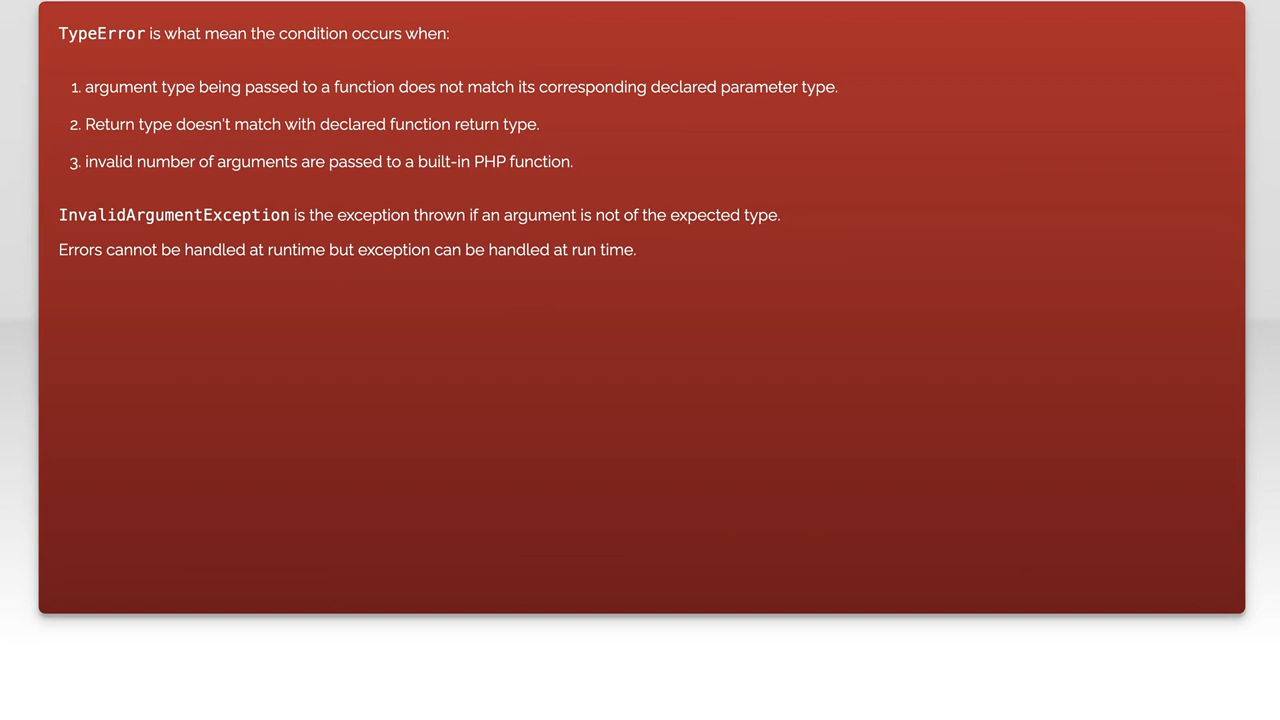 TypeError is what mean the condition occurs when:
1. argument type being passed to a function does not match its corresponding declared parameter type.
2. Return type doesn't match with declared function return type.
3. invalid number of arguments are passed to a built-in PHP function.
InvalidArgumentException is the exception thrown if an argument is not of the expected type.
Errors cannot be handled at runtime but exception can be handled at run time.